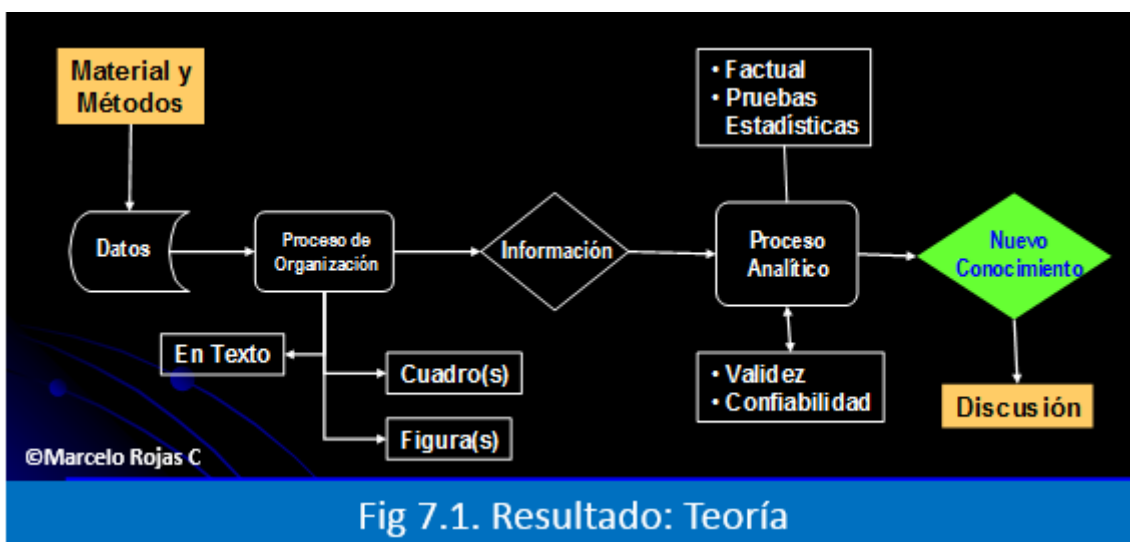 Material y
Métodos
• Factual
• Pruebas
Estadísticas
Datos
Proceso de
Organización
Información
Proceso
Analítico
Nuevo
Conocimiento
En Texto
Cuadro(s)
Figura(s)
• Validez
• Confiabilidad
Discusión
©Marcelo Rojas C
Fig 7.1. Resultado: Teoría